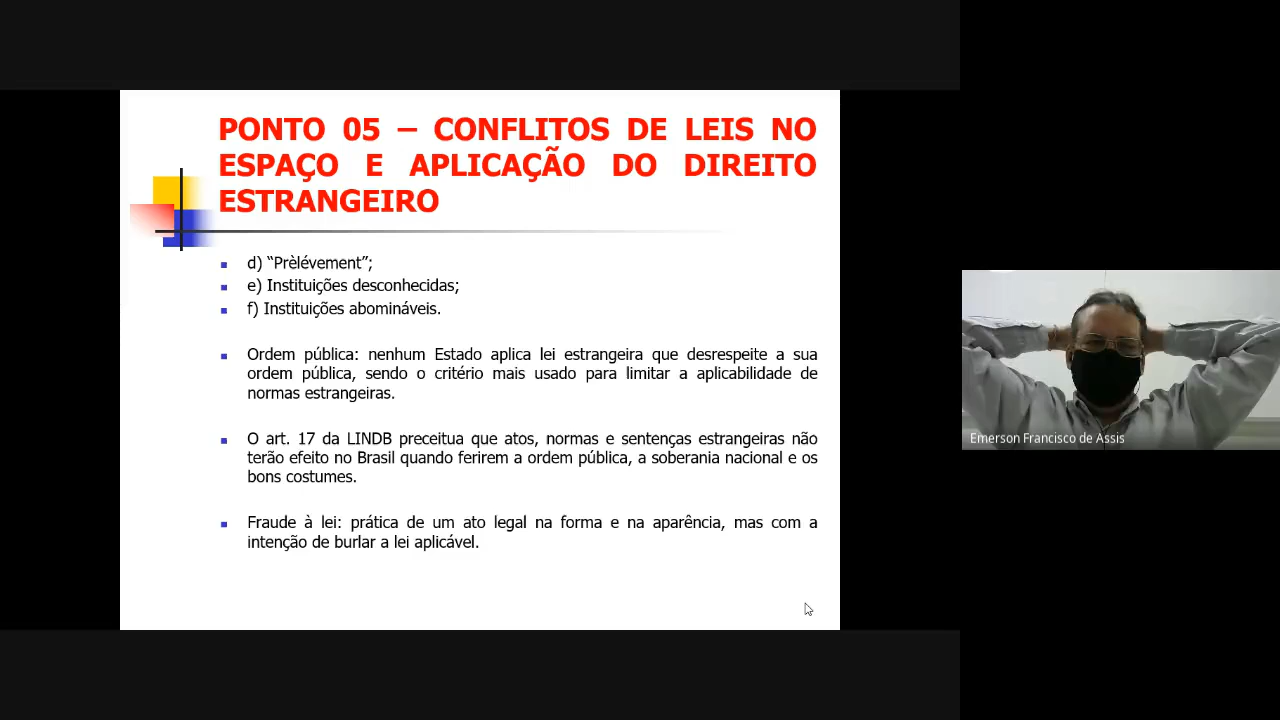 PONTO 05 – CONFLITOS DE LEIS NO
ESPAÇO E APLICAÇÃO DO DIREITO
ESTRANGEIRO
d) “Prèlévement”;
e) Instituições desconhecidas;
f) Instituições abomináveis.
Ordem pública: nenhum Estado aplica lei estrangeira que desrespeite a sua
ordem pública, sendo o critério mais usado para limitar a aplicabilidade de
normas estrangeiras.
O art. 17 da LINDB preceitua que atos, normas e sentenças estrangeiras não
terão efeito no Brasil quando ferirem a ordem pública, a soberania nacional e os
bons costumes.
Fraude à lei: prática de um ato legal na forma e na aparência, mas com a
intenção de burlar a lei aplicável.
Emerson Francisco de Assis